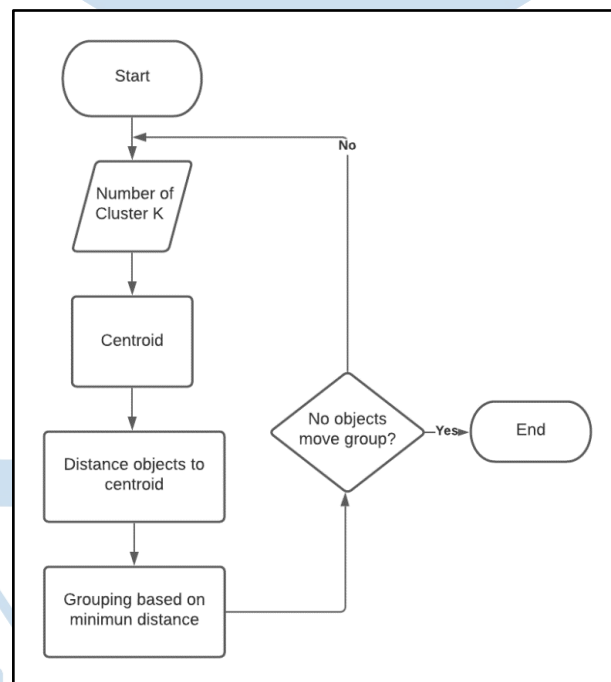 Start
No
Number of
Cluster K
Centroid
No objects
move group?
Yes
End
Distance objects to
centroid
Grouping based on
minimun distance